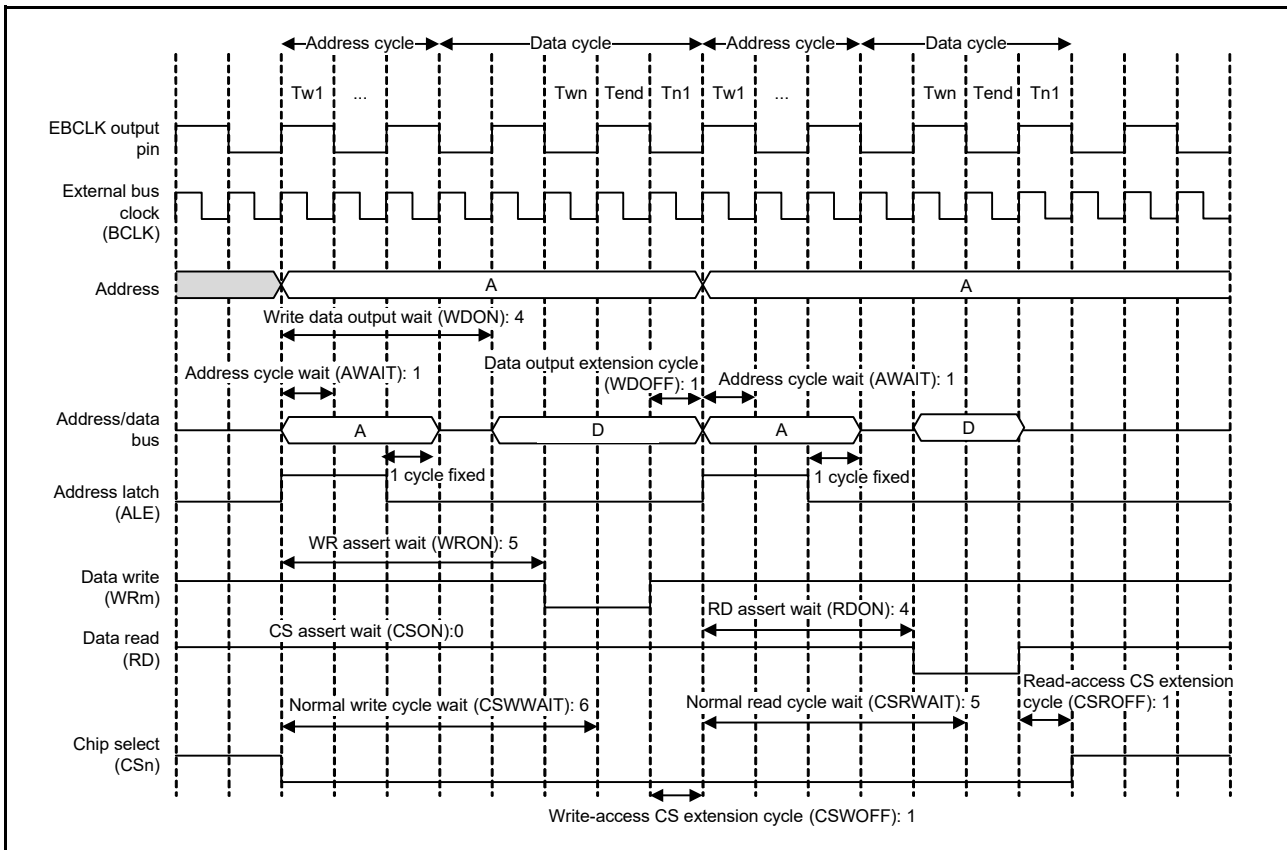 Address cycle Data cycle Address cycle Data cycle
Tw1 ... Twn Tend Tn1 Tw1 ... Twn Tend Tn1
EBCLK output
pin
External bus
clock
(BCLK)
Address
A A
Write data output wait (WDON): 4
Data output extension cycle
(WDOFF): 1
Address cycle wait (AWAIT): 1
Address cycle wait (AWAIT): 1
Address/data
bus
A D A D
1 cycle fixed 1 cycle fixed
Address latch
(ALE)
WR assert wait (WRON): 5
Data write
(WRm)
RD assert wait (RDON): 4
CS assert wait (CSON):0
Data read
(RD)
Read-access CS extension
cycle (CSROFF): 1
Normal write cycle wait (CSWWAIT): 6
Normal read cycle wait (CSRWAIT): 5
Chip select
(CSn)
Write-access CS extension cycle (CSWOFF): 1